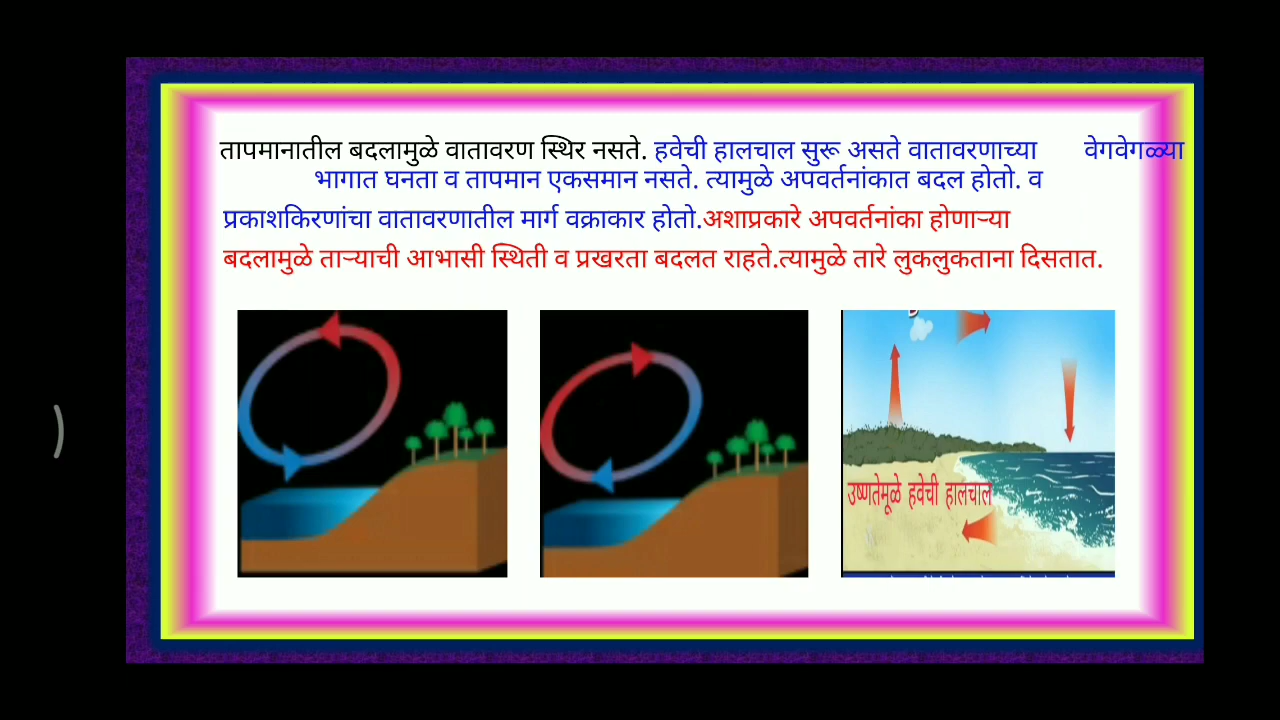 तापमानातील बदलामुळे वातावरण स्थिर नसते. हवेची हालचाल सुरू असते वातावरणाच्या वेगवेगळ्या
भागात घनता व तापमान एकसमान नसते. त्यामुळे अपवर्तनांकात बदल होतो. व
प्रकाशकिरणांचा वातावरणातील मार्ग वक्राकार होतो.अशाप्रकारे अपवर्तनांका होणाऱ्या
बदलामुळे ताऱ्याची आभासी स्थिती व प्रखरता बदलत राहते.त्यामुळे तारे लुकलुकताना दिसतात.
उष्णतेमूळे हवेची हालचाल